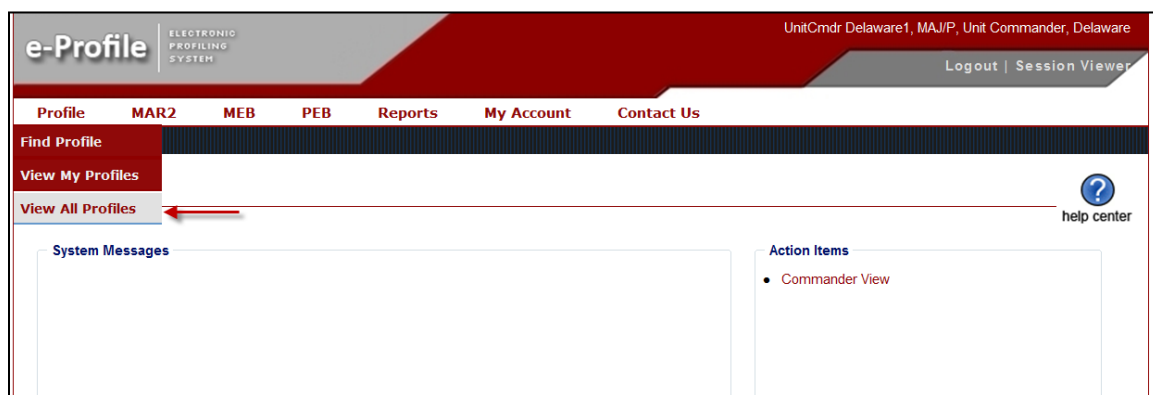 UnitCmdr Delaware1, MAJ/P, Unit Commander, Delaware
e-Profile
ELECTRONIC
PROFILING
SYSTEM
Logout | Session Viewer
Profile MAR2 MEB PEB Reports My Account Contact Us
Find Profile
View My Profiles
View All Profiles
?
help center
System Messages
Action Items
• Commander View